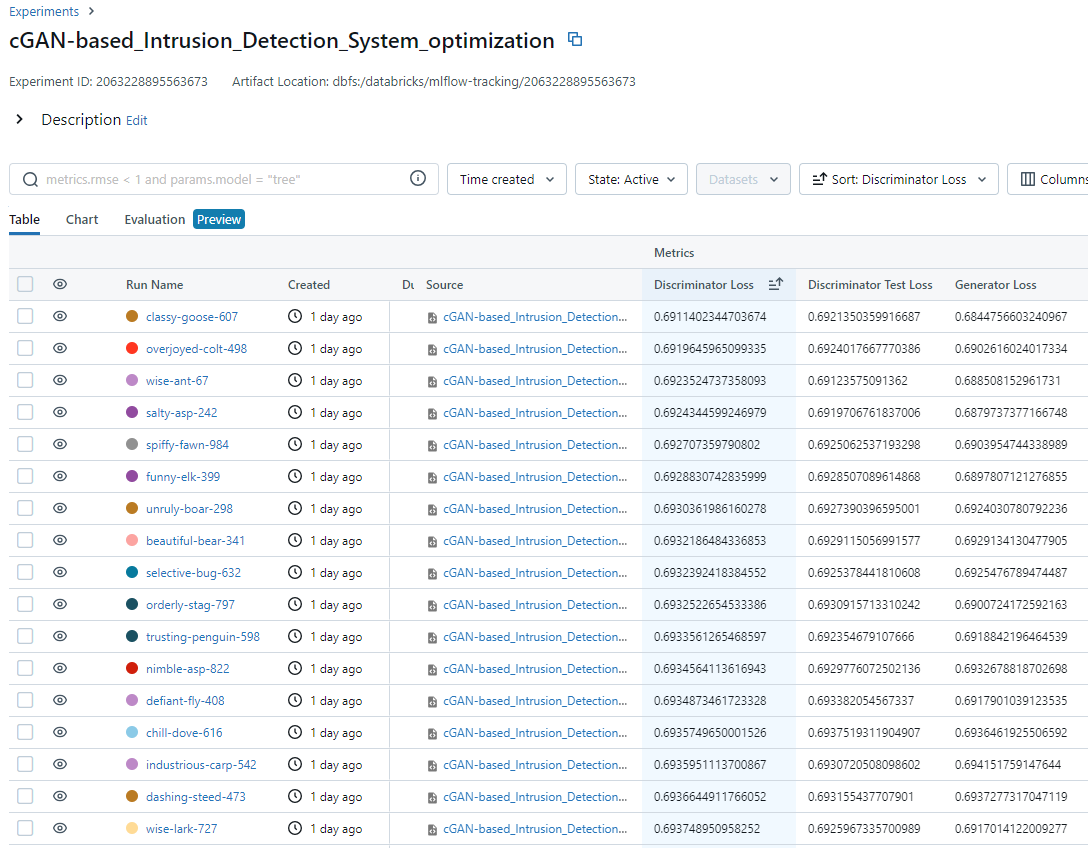 Experiments
cGAN-based_Intrusion_Detection_System_optimization
Experiment ID: 2063228895563673 Artifact Location: dbfs:/databricks/mlflow-tracking/2063228895563673
Description Edit
metrics.rmse < 1 and params.model = "tree" Time created State: Active Datasets Sort: Discriminator Loss Columns
Table Chart Evaluation Preview
Metrics
Run Name Created Du Source Discriminator Loss Discriminator Test Loss Generator Loss
classy-goose-607 1 day ago cGAN-based_Intrusion_Detection... 0.6911402344703674 0.6921350359916687 0.6844756603240967
overjoyed-colt-498 1 day ago cGAN-based_Intrusion_Detection... 0.6919645965099335 0.6924017667770386 0.6902616024017334
wise-ant-67 1 day ago cGAN-based_Intrusion_Detection... 0.6923524737358093 0.69123575091362 0.688508152961731
salty-asp-242 1 day ago cGAN-based_Intrusion_Detection... 0.6924344599246979 0.6919706761837006 0.6879737377166748
spiffy-fawn-984 1 day ago cGAN-based_Intrusion_Detection... 0.692707359790802 0.6925062537193298 0.6903954744338989
funny-elk-399 1 day ago cGAN-based_Intrusion_Detection... 0.6928830742835999 0.6928507089614868 0.6897807121276855
unruly-boar-298 1 day ago cGAN-based_Intrusion_Detection... 0.6930361986160278 0.6927390396595001 0.6924030780792236
beautiful-bear-341 1 day ago cGAN-based_Intrusion_Detection... 0.6932186484336853 0.6929115056991577 0.6929134130477905
selective-bug-632 1 day ago cGAN-based_Intrusion_Detection... 0.6932392418384552 0.6925378441810608 0.6925476789474487
orderly-stag-797 1 day ago cGAN-based_Intrusion_Detection... 0.6932522654533386 0.6930915713310242 0.6900724172592163
trusting-penguin-598 1 day ago cGAN-based_Intrusion_Detection... 0.6933561265468597 0.692354679107666 0.6918842196464539
nimble-asp-822 1 day ago cGAN-based_Intrusion_Detection... 0.6934564113616943 0.6929776072502136 0.6932678818702698
defiant-fly-408 1 day ago cGAN-based_Intrusion_Detection... 0.6934873461723328 0.693382054567337 0.6917901039123535
chill-dove-616 1 day ago cGAN-based_Intrusion_Detection... 0.6935749650001526 0.6937519311904907 0.6936461925506592
industrious-carp-542 1 day ago cGAN-based_Intrusion_Detection... 0.6935951113700867 0.6930720508098602 0.694151759147644
dashing-steed-473 1 day ago cGAN-based_Intrusion_Detection... 0.6936644911766052 0.693155437707901 0.6937277317047119
wise-lark-727 1 day ago cGAN-based_Intrusion_Detection... 0.693748950958252 0.6925967335700989 0.6917014122009277